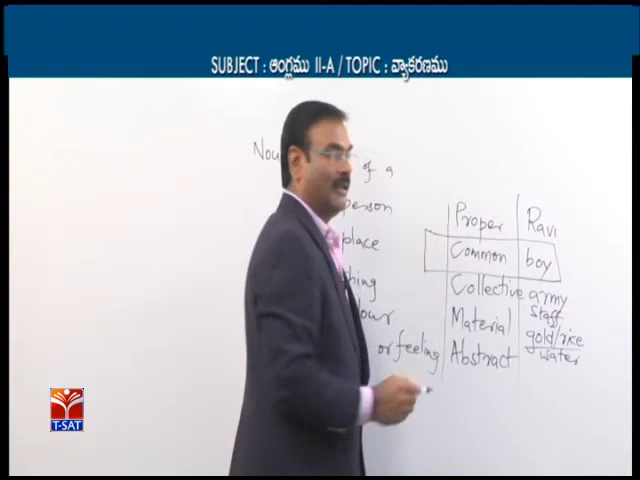 SUBJECT : ఆంగ్లము II-A / TOPIC : వ్యాకరణము
Nou
of a
person
place
thing
lour
or feeling
Proper Ravi
Common boy
Collective army
staff
Material gold/rice
water
Abstract
T-SAT